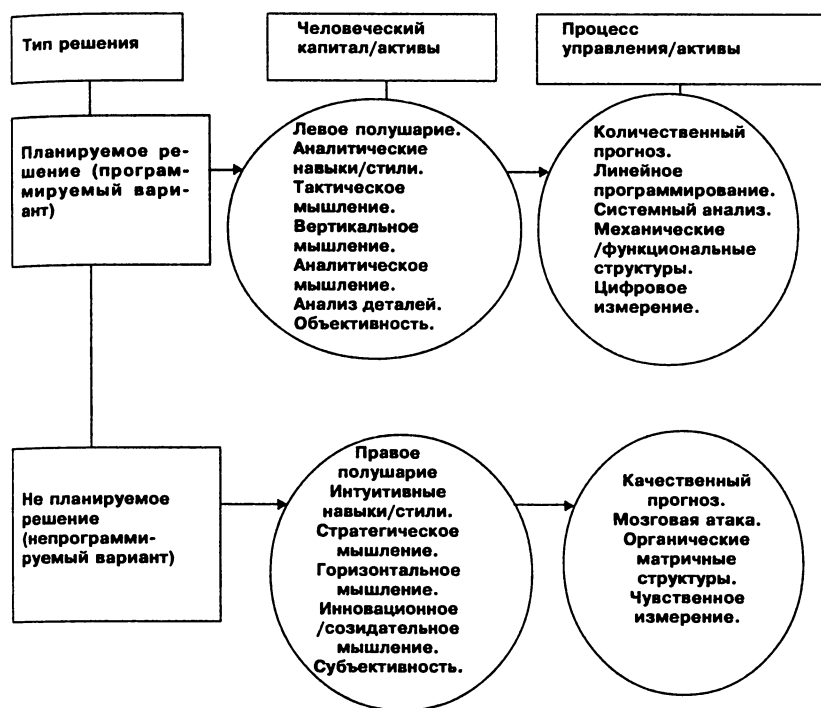 Тип решения
Человеческий
капитал/активы
Процесс
управления/активы
Планируемое ре-
шение (програм-
мируемый вари-
ант)
Левое полушарие.
Аналитические
навыки/стили.
Тактическое
мышление.
Вертикальное
мышление.
Аналитическое
мышление.
Анализ деталей.
Объективность.
Количественный
прогноз.
Линейное
программирование.
Системный анализ.
Механические
/функциональные
структуры.
Цифровое
измерение.
Не планируемое
решение
(непрограмми-
руемый вариант)
Правое
полушарие
Интуитивные
навыки/стили.
Стратегическое
мышление.
Горизонтальное
мышление.
Инновационное
/созидательное
мышление.
Субъективность.
Качественный
прогноз.
Мозговая атака.
Органические
матричные
структуры.
Чувственное
измерение.